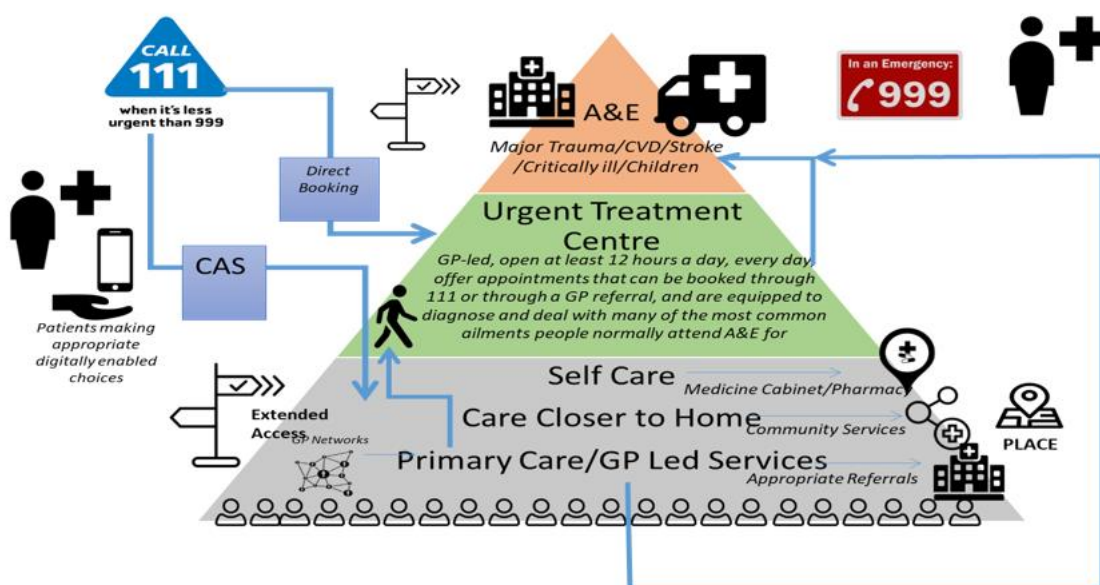 CALL
111
when it's less
urgent than 999
In an Emergency:
999
A&E
Major Trauma/CVD/Stroke
/Critically ill/Children
Direct
Booking
Urgent Treatment
Centre
GP-led, open at least 12 hours a day, every day,
offer appointments that can be booked through
111 or through a GP referral, and are equipped to
diagnose and deal with many of the most common
ailments people normally attend A&E for
CAS
Patients making
appropriate
digitally enabled
choices
Self Care
Medicine Cabinet/Pharmacy
Extended
Access
Care Closer to Home
Community Services
PLACE
GP Networks
Primary Care/GP Led Services
Appropriate Referrals